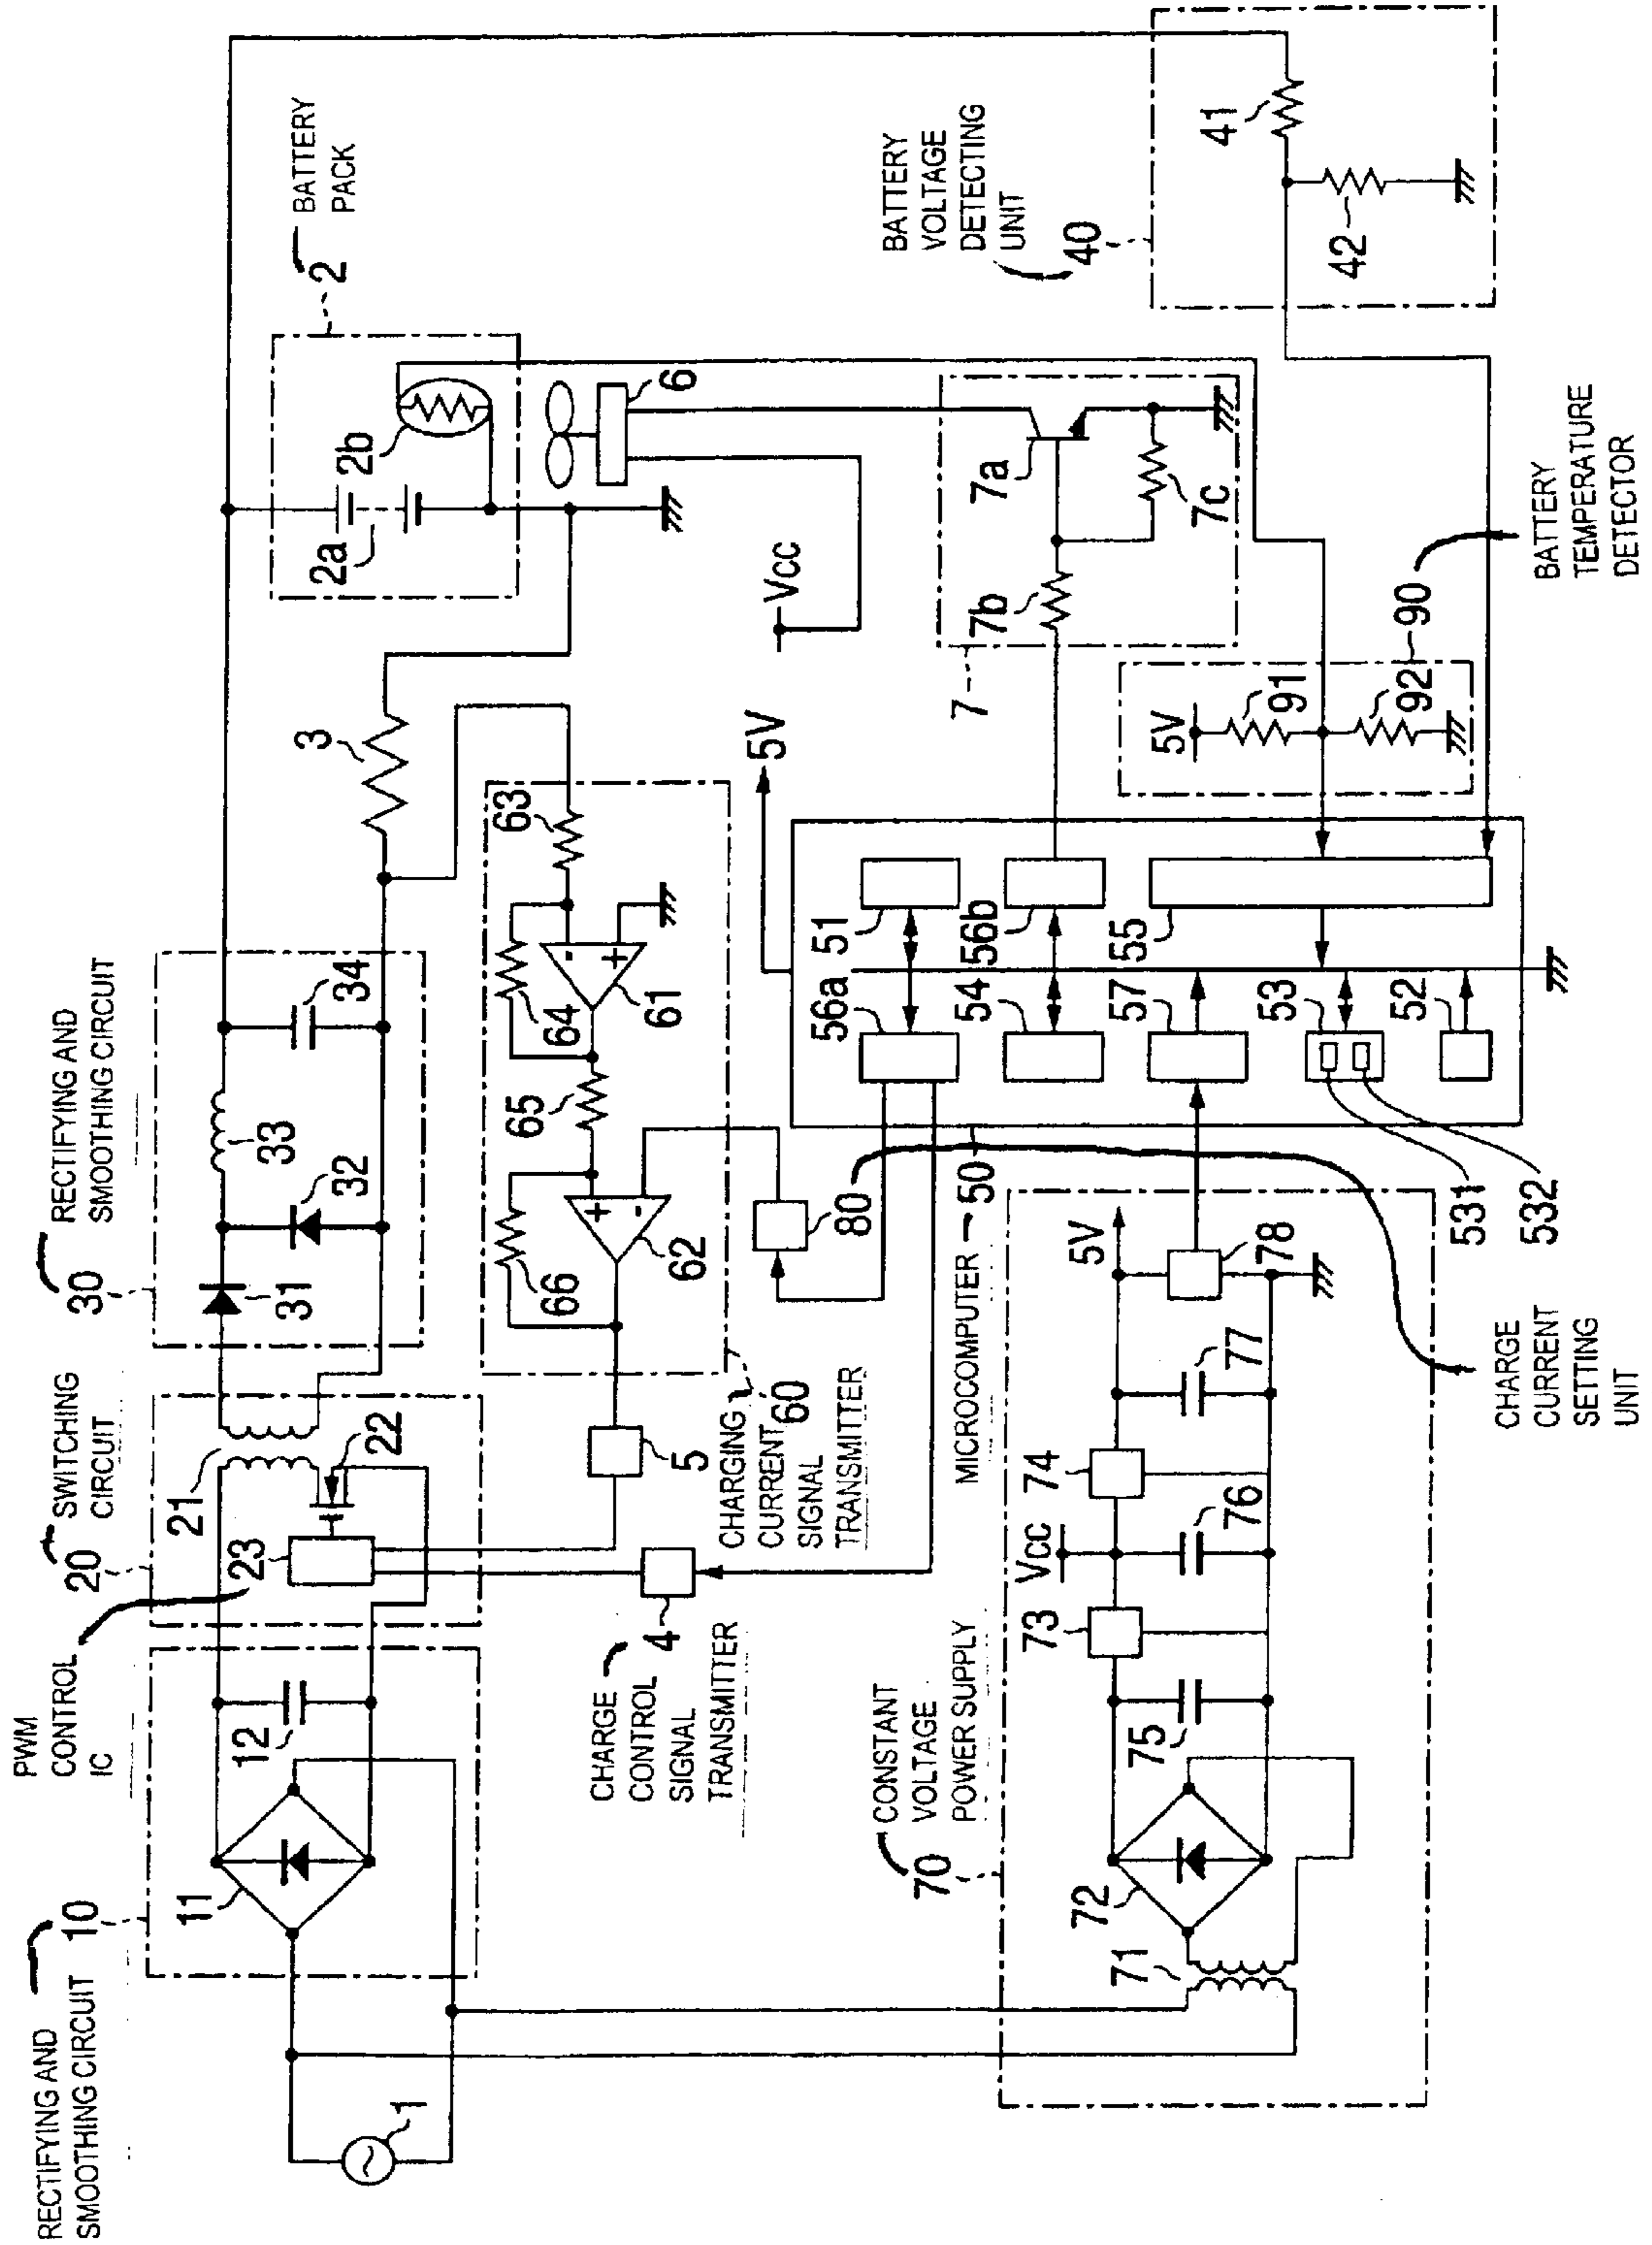 RECTIFYING AND
SMOOTHING CIRCUIT
10
PWM
CONTROL
IC
20
SWITCHING
CIRCUIT
30
RECTIFYING AND
SMOOTHING CIRCUIT
2
BATTERY
PACK
1
11
12
23
21
22
31
32
33
34
3
2a
2b
6
CHARGE
CONTROL
SIGNAL
TRANSMITTER
4
5
CHARGING
CURRENT
SIGNAL
TRANSMITTER
60
66
62
65
64
61
63
+
-
-
+
80
5V
Vcc
7
7b
7a
7c
BATTERY
VOLTAGE
DETECTING
UNIT
40
41
42
70
CONSTANT
VOLTAGE
POWER SUPPLY
71
72
75
73
Vcc
76
74
77
5V
78
MICROCOMPUTER
50
56a
51
54
56b
57
55
53
52
531
532
5V
91
92
90
BATTERY
TEMPERATURE
DETECTOR
CHARGE
CURRENT
SETTING
UNIT